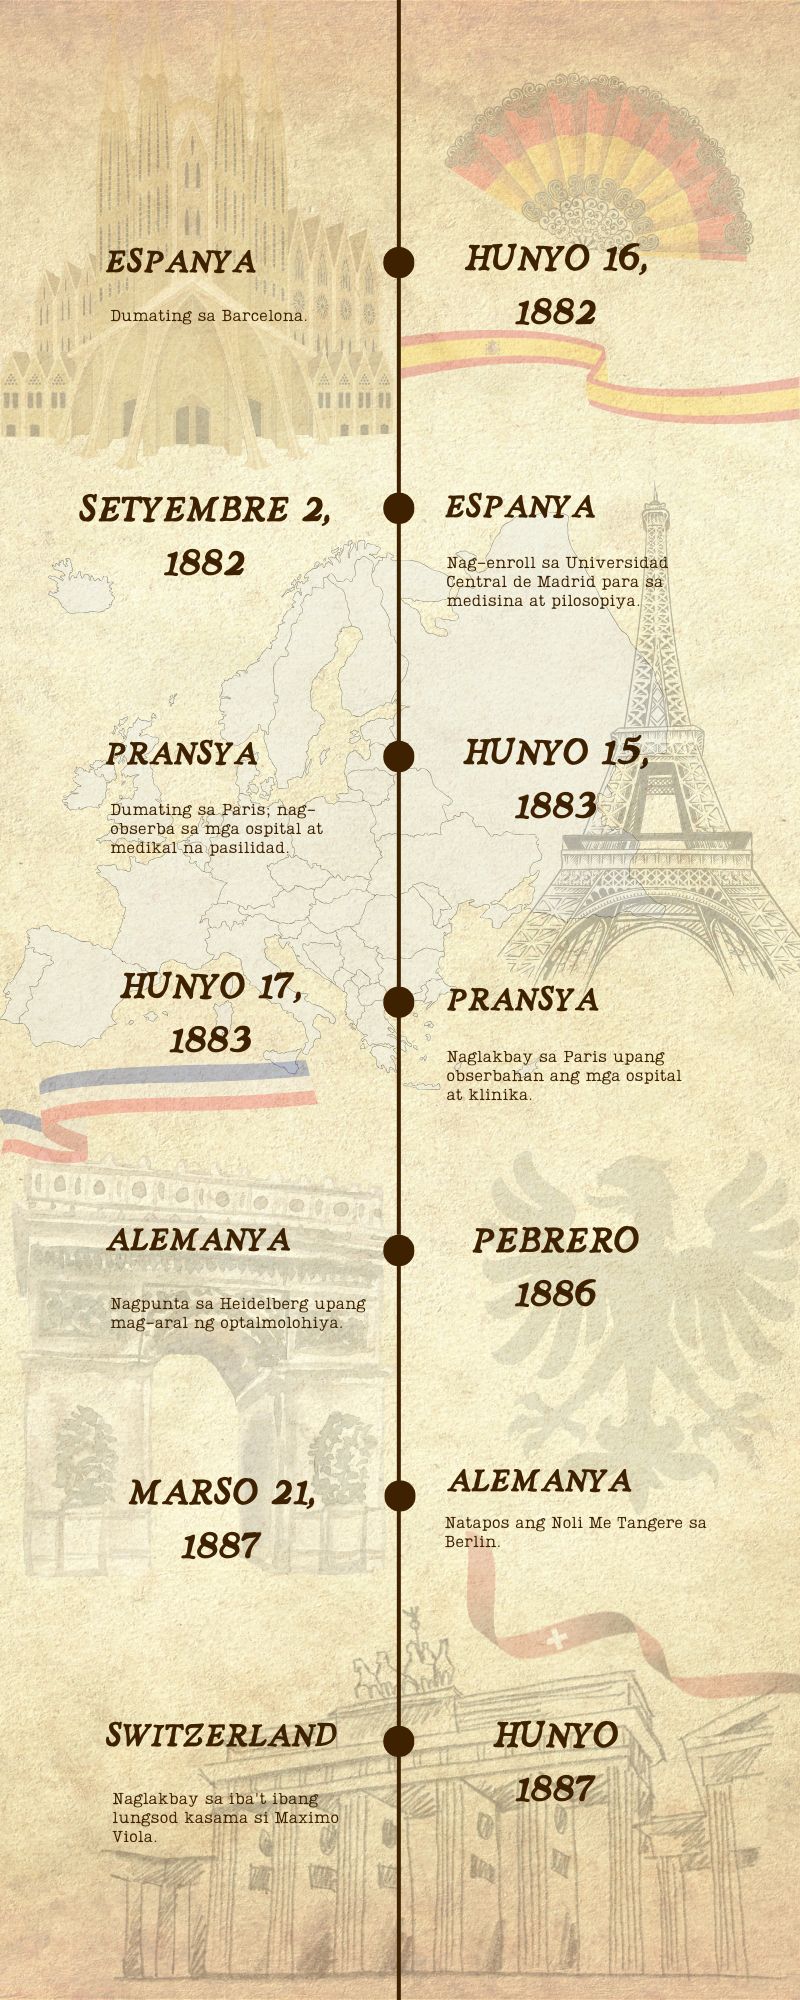 ESPANYA
Dumating sa Barcelona.
HUNYO 16,
1882
SETYEMBRE 2,
1882
ESPANYA
Nag-enroll sa Universidad
Central de Madrid para sa
medisina at pilosopiya.
PRANSYA
Dumating sa Paris; nag-
obserba sa mga ospital at
medikal na pasilidad.
HUNYO 15,
1883
HUNYO 17,
1883
PRANSYA
Naglakbay sa Paris upang
obserbahan ang mga ospital
at klinika.
ALEMANYA
Nagpunta sa Heidelberg upang
mag-aral ng optalmolohiya.
PEBRERO
1886
MARSO 21,
1887
ALEMANYA
Natapos ang Noli Me Tangere sa
Berlin.
SWITZERLAND
Naglakbay sa iba't ibang
lungsod kasama si Maximo
Viola.
HUNYO
1887